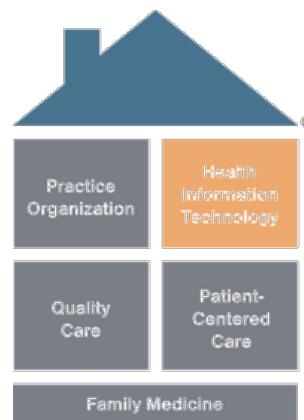 Practice
Organization
Health
Information
Technology
Quality
Care
Patient-
Centered
Care
Family Medicine